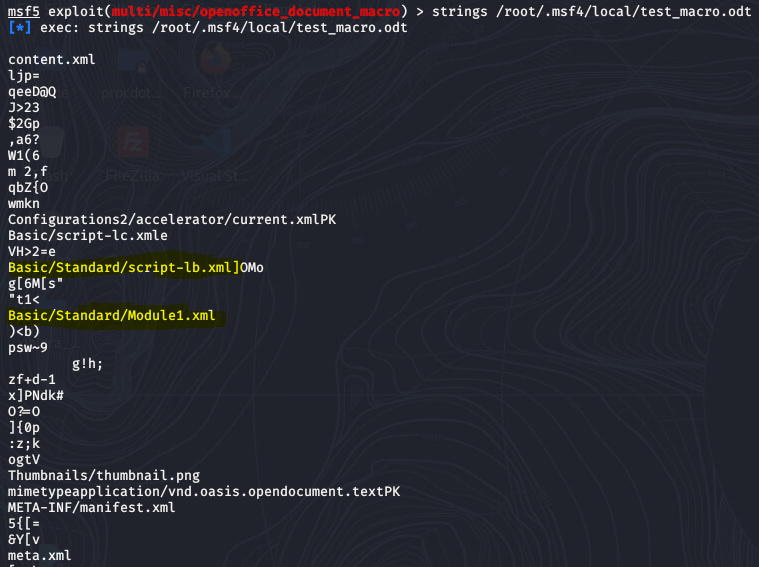 msf5 exploit(multi/misc/openoffice_document_macro) > strings /root/.msf4/local/test_macro.odt
[*] exec: strings /root/.msf4/local/test_macro.odt
content.xml
ljp=
qeeD@Q
J>23
$2Gp
,a6?
W1(6
m 2,f
qbZ{O
wmkn
Configurations2/accelerator/current.xmlPK
Basic/script-lc.xmle
VH>2=e
Basic/Standard/script-lb.xml]OMo
g[6M[s"
"t1<
Basic/Standard/Module1.xml
)<b)
psw~9
g!h;
zf+d-1
x]PNdk#
O?=O
]{0p
:z;k
ogtV
Thumbnails/thumbnail.png
mimetypeapplication/vnd.oasis.opendocument.textPK
META-INF/manifest.xml
5{[=
&Y[v
meta.xml